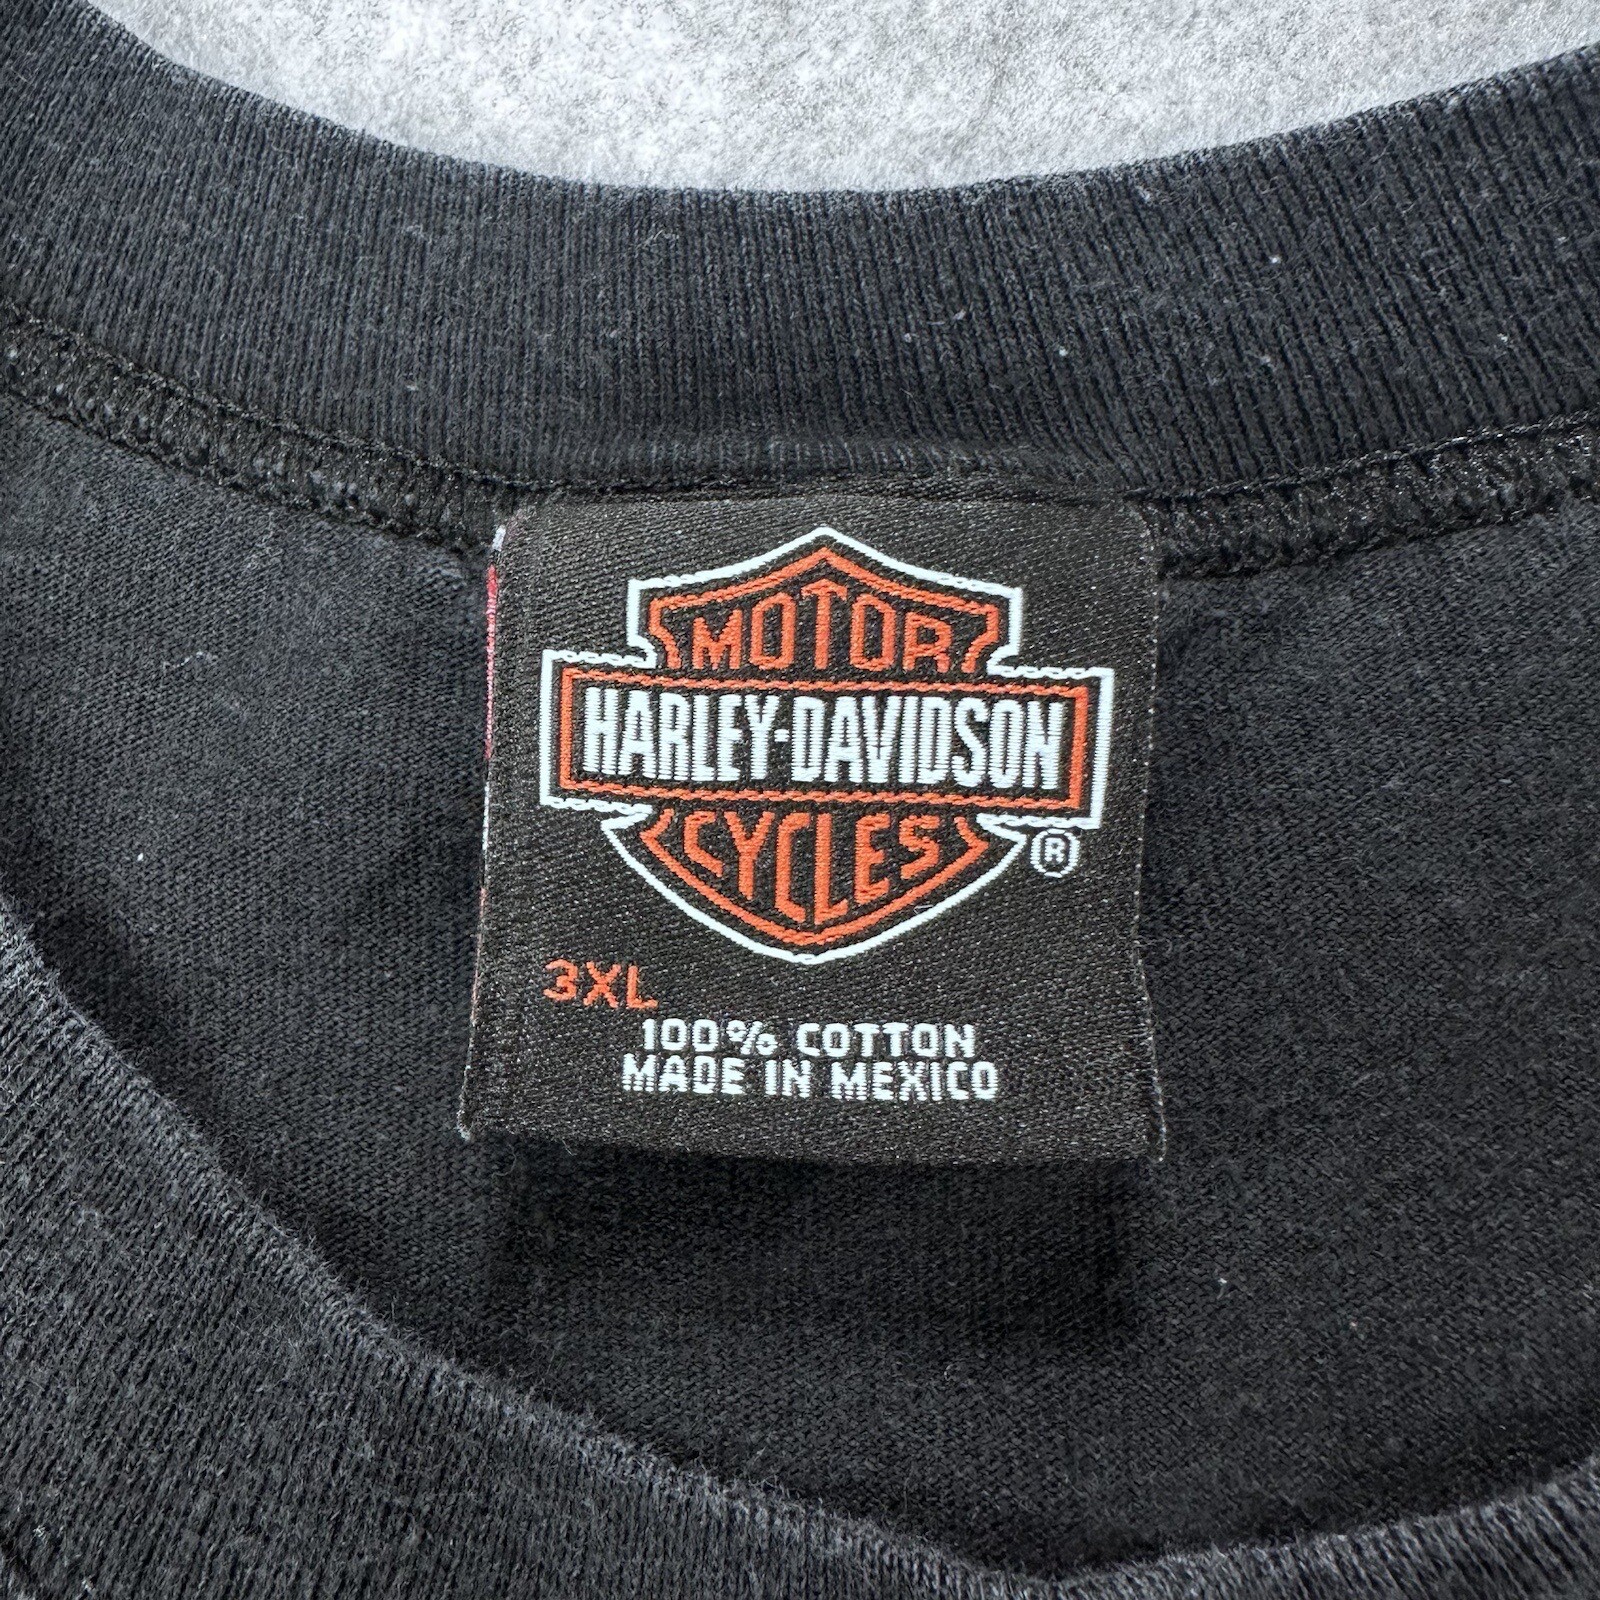 MOTOR
HARLEY-DAVIDSON
CYCLES
®
3XL
100% COTTON
MADE IN MEXICO